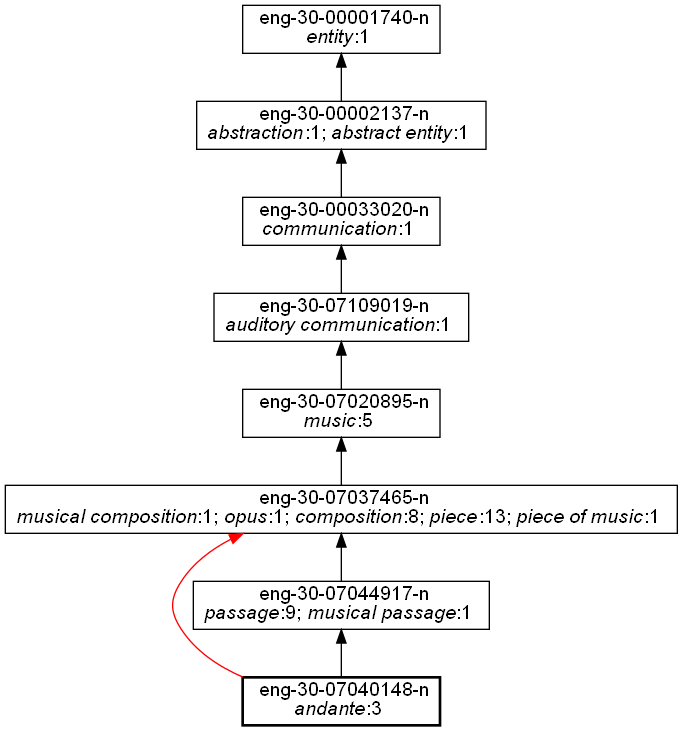 eng-30-00001740-n
entity:1
eng-30-00002137-n
abstraction:1; abstract entity:1
eng-30-00033020-n
communication:1
eng-30-07109019-n
auditory communication:1
eng-30-07020895-n
music:5
eng-30-07037465-n
musical composition:1; opus:1; composition:8; piece:13; piece of music:1
eng-30-07044917-n
passage:9; musical passage:1
eng-30-07040148-n
andante:3